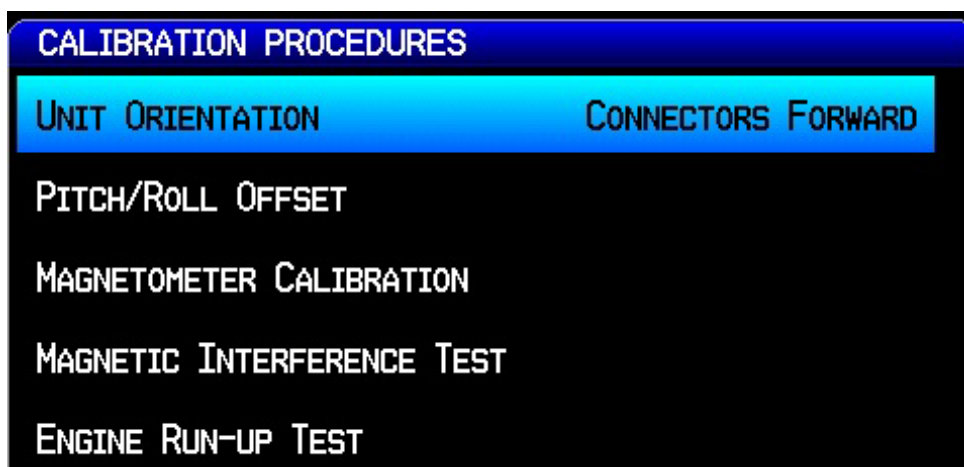 CALIBRATION PROCEDURES
UNIT ORIENTATION CONNECTORS FORWARD
PITCH/ROLL OFFSET
MAGNETOMETER CALIBRATION
MAGNETIC INTERFERENCE TEST
ENGINE RUN-UP TEST